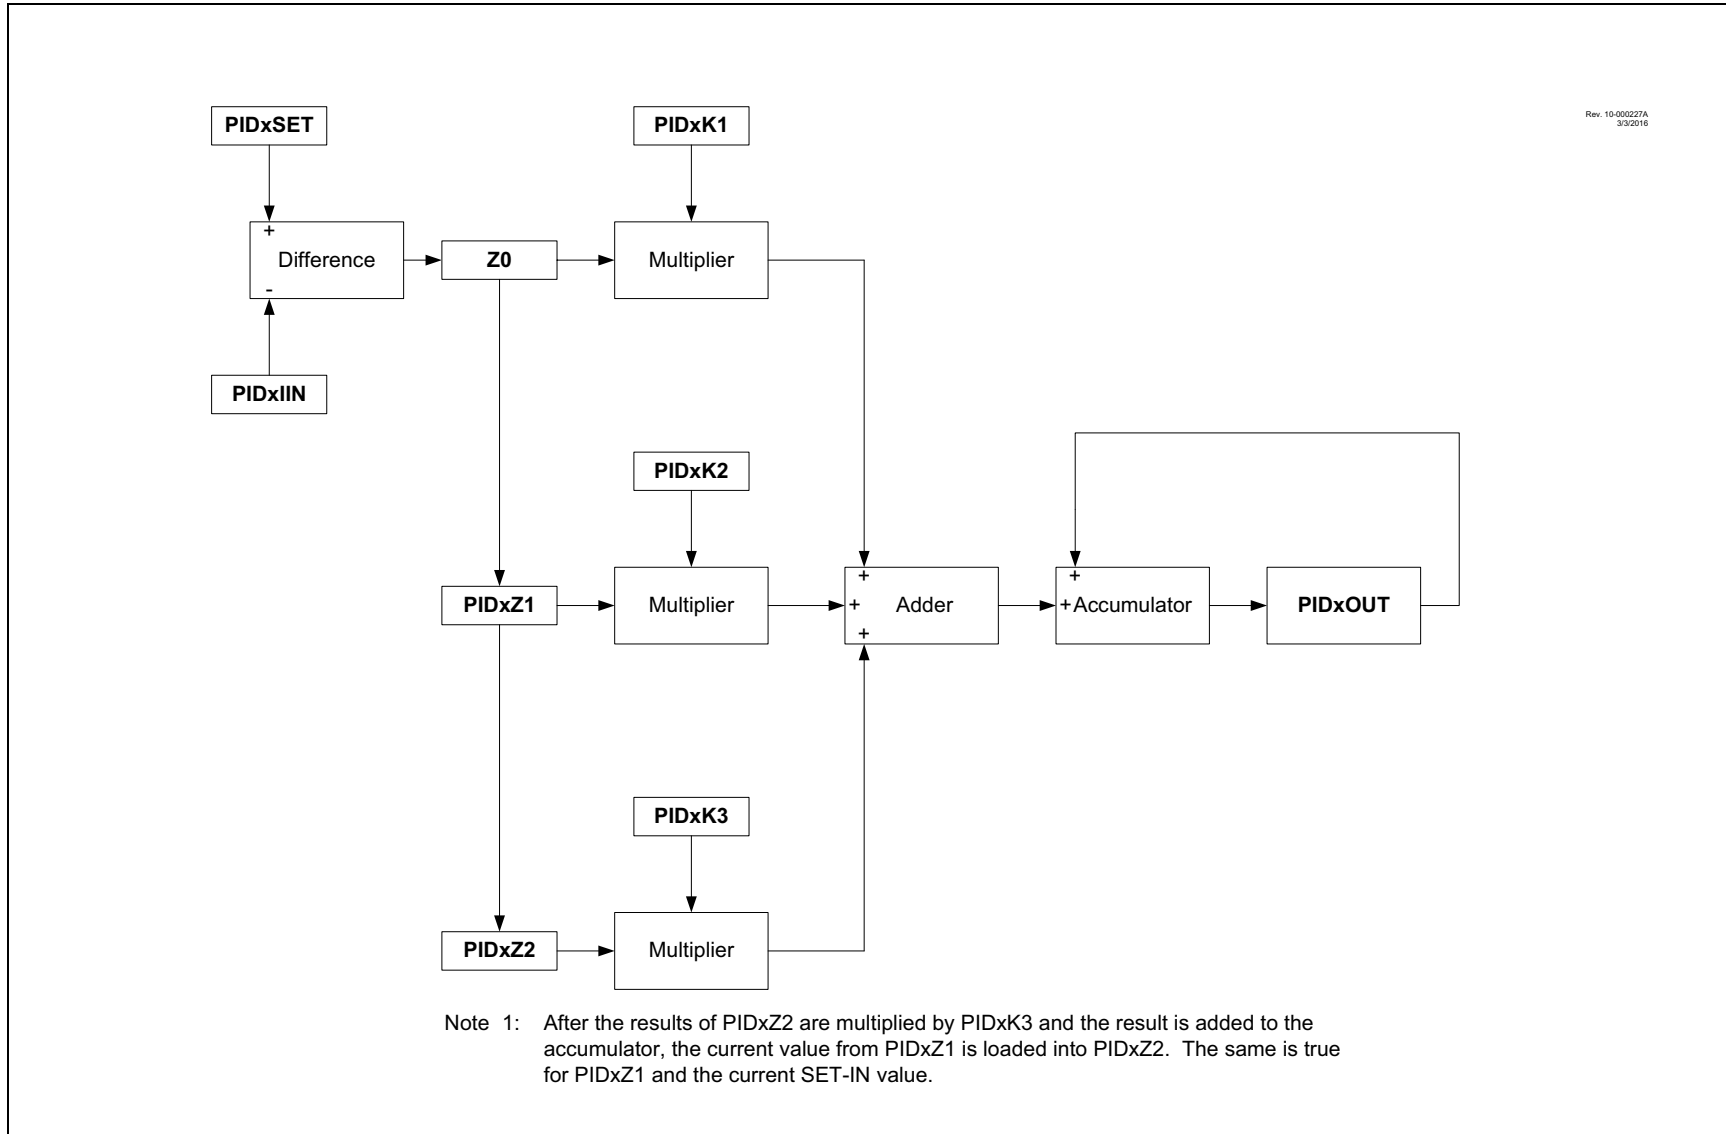 Rev. 10-000227A
3/3/2016
PIDxSET
PIDxK1
+
Difference
-
Z0
Multiplier
PIDxIIN
PIDxK2
PIDxZ1
Multiplier
+
+
+
Adder
+
+Accumulator
PIDxOUT
PIDxK3
PIDxZ2
Multiplier
Note 1: After the results of PIDxZ2 are multiplied by PIDxK3 and the result is added to the
accumulator, the current value from PIDxZ1 is loaded into PIDxZ2. The same is true
for PIDxZ1 and the current SET-IN value.